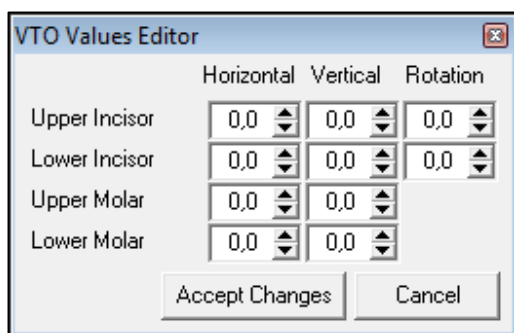 VTO Values Editor
Horizontal Vertical Rotation
Upper Incisor 0,0 0,0 0,0
Lower Incisor 0,0 0,0 0,0
Upper Molar 0,0 0,0
Lower Molar 0,0 0,0
Accept Changes Cancel